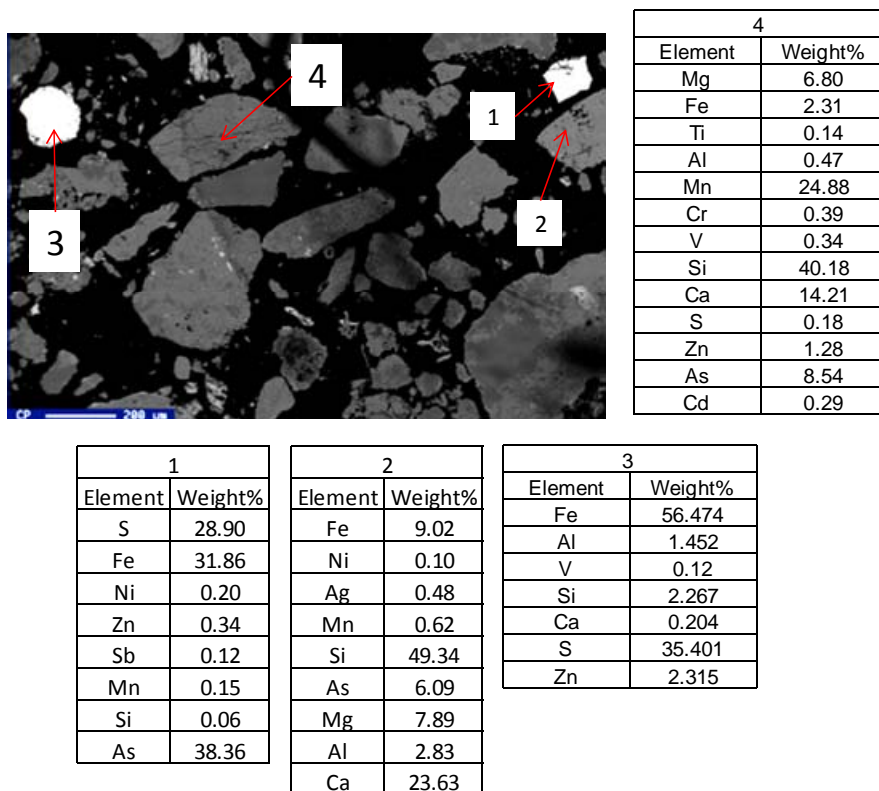 4
3
1
2
CP 200 µm
4
Element Weight%
Mg 6.80
Fe 2.31
Ti 0.14
Al 0.47
Mn 24.88
Cr 0.39
V 0.34
Si 40.18
Ca 14.21
S 0.18
Zn 1.28
As 8.54
Cd 0.29
1
Element Weight%
S 28.90
Fe 31.86
Ni 0.20
Zn 0.34
Sb 0.12
Mn 0.15
Si 0.06
As 38.36
2
Element Weight%
Fe 9.02
Ni 0.10
Ag 0.48
Mn 0.62
Si 49.34
As 6.09
Mg 7.89
Al 2.83
Ca 23.63
3
Element Weight%
Fe 56.474
Al 1.452
V 0.12
Si 2.267
Ca 0.204
S 35.401
Zn 2.315